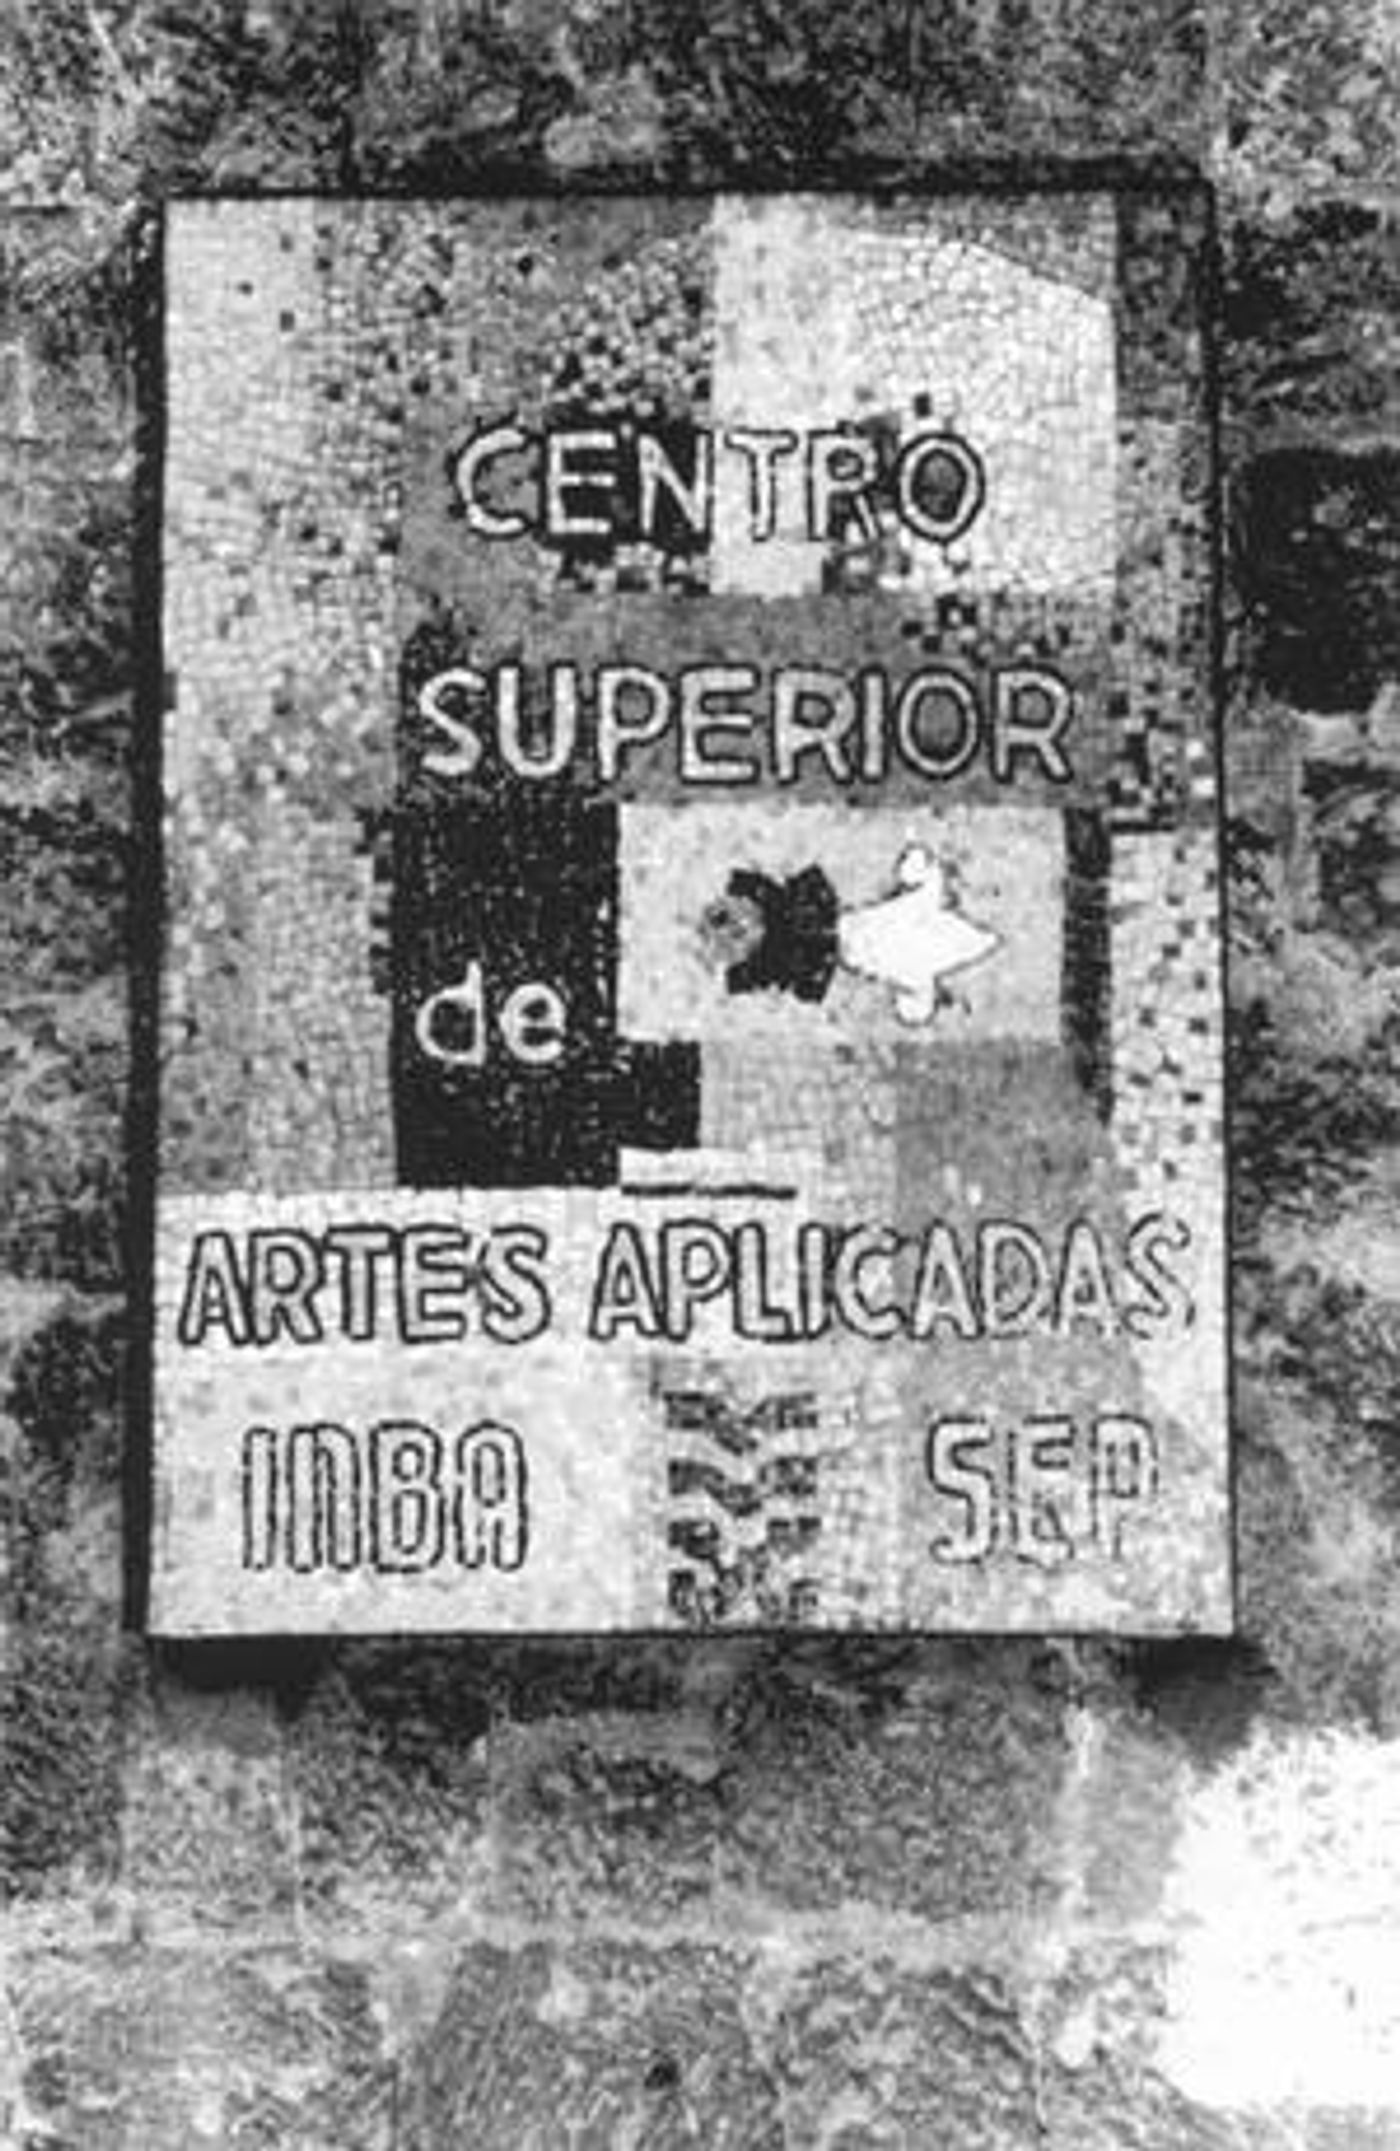 CENTRO
SUPERIOR
de
ARTES APLICADAS
INBA SEP